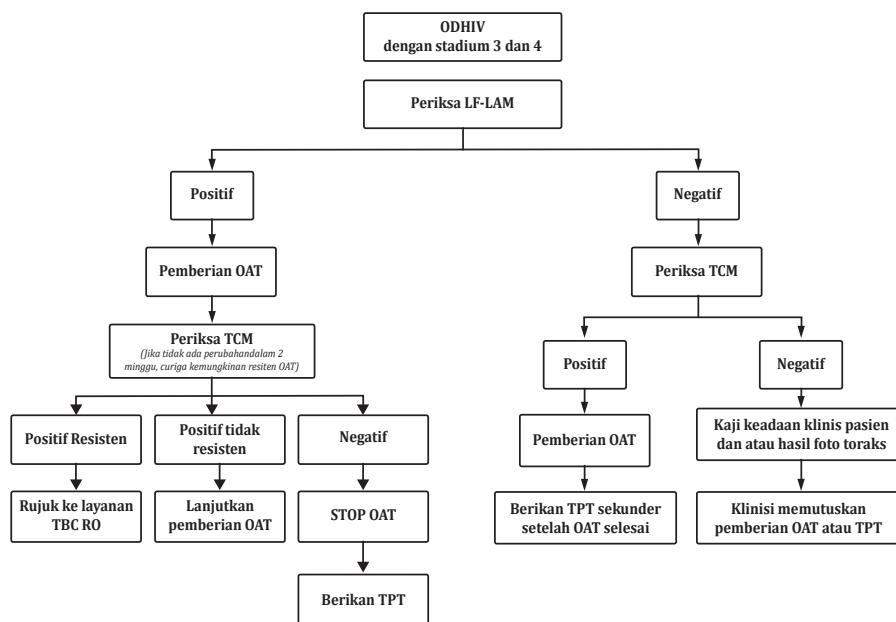 ODHIV
dengan stadium 3 dan 4
Periksa LF-LAM
Positif
Negatif
Pemberian OAT
Periksa TCM
Periksa TCM
(Jika tidak ada perubahandalam 2
minggu, curiga kemungkinan resiten OAT)
Positif
Negatif
Positif Resisten
Positif tidak
resisten
Negatif
Pemberian OAT
Kaji keadaan klinis pasien
dan atau hasil foto toraks
Rujuk ke layanan
TBC RO
Lanjutkan
pemberian OAT
STOP OAT
Berikan TPT sekunder
setelah OAT selesai
Klinisi memutuskan
pemberian OAT atau TPT
Berikan TPT